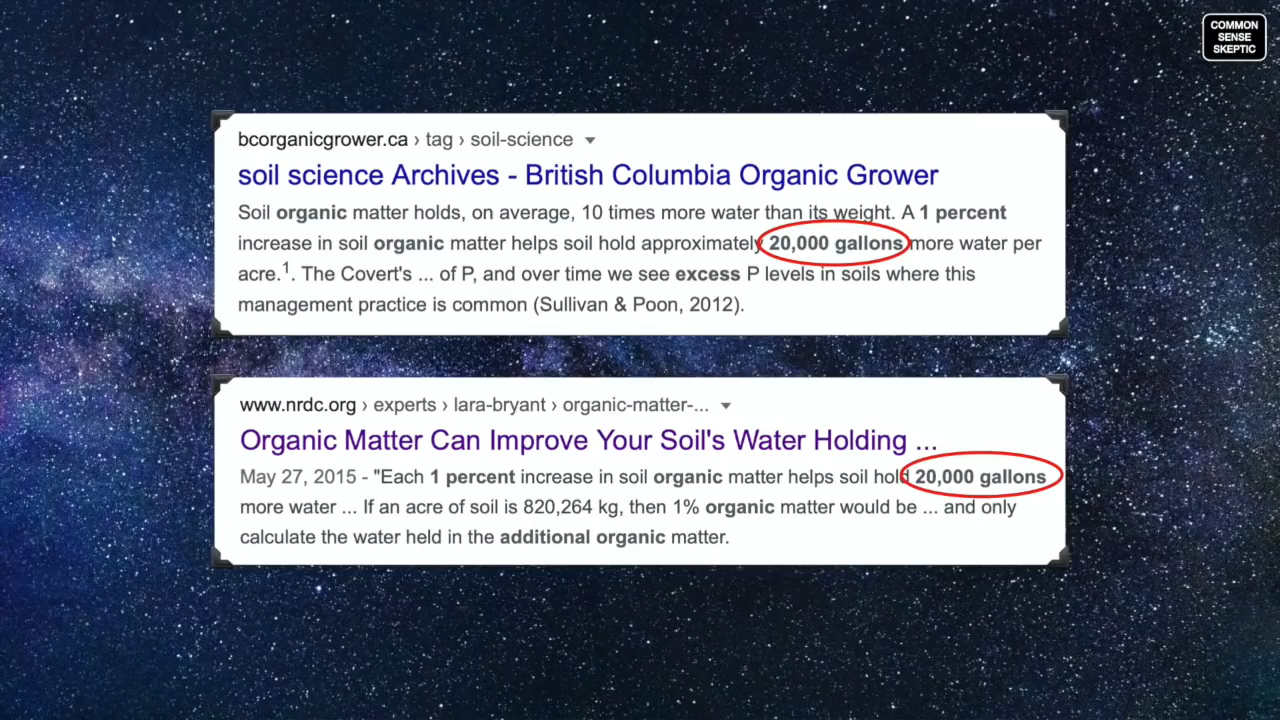 COMMON
SENSE
SKEPTIC
bcorganicgrower.ca › tag › soil-science
soil science Archives - British Columbia Organic Grower
Soil organic matter holds, on average, 10 times more water than its weight. A 1 percent
increase in soil organic matter helps soil hold approximately 20,000 gallons more water per
acre.1. The Covert's ... of P, and over time we see excess P levels in soils where this
management practice is common (Sullivan & Poon, 2012).
www.nrdc.org › experts › lara-bryant › organic-matter-...
Organic Matter Can Improve Your Soil's Water Holding ...
May 27, 2015 - "Each 1 percent increase in soil organic matter helps soil hold 20,000 gallons
more water ... If an acre of soil is 820,264 kg, then 1% organic matter would be ... and only
calculate the water held in the additional organic matter.